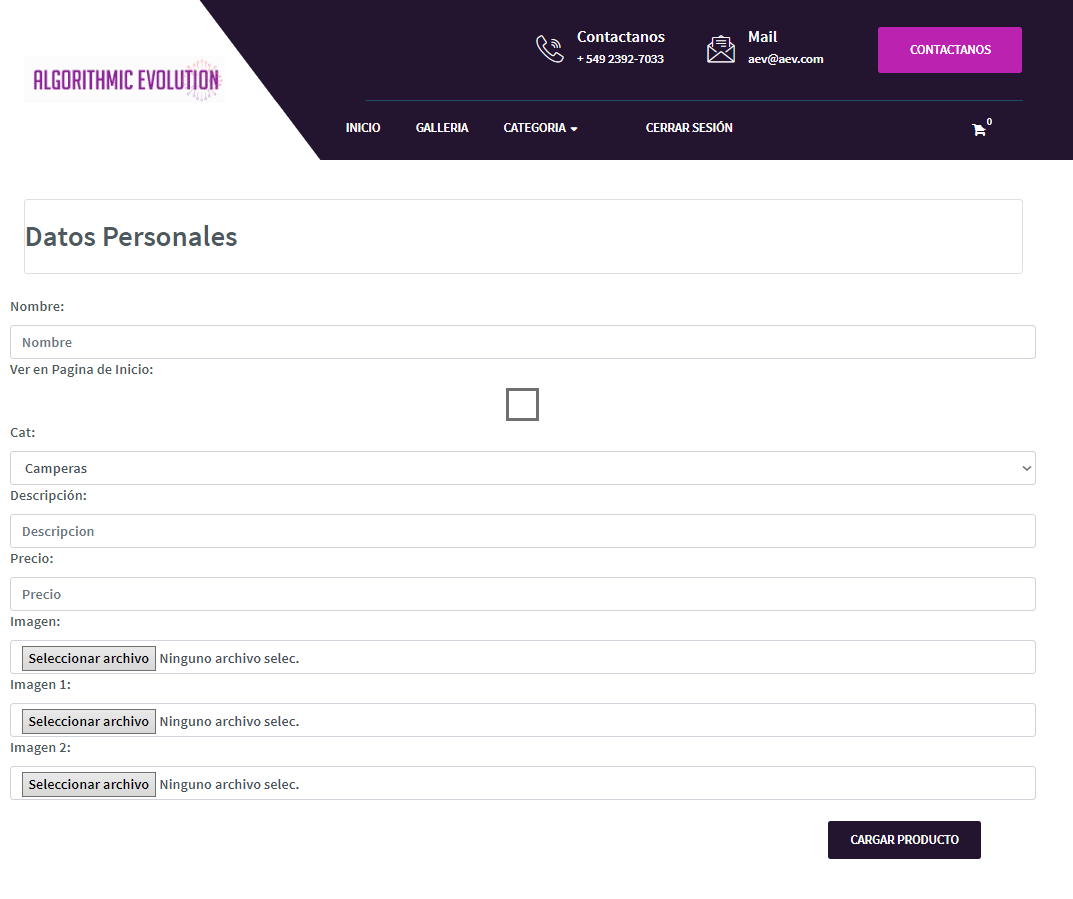 ALGORITHMIC EVOLUTION
Contactanos
+ 549 2392-7033
Mail
aev@aev.com
CONTACTANOS
INICIO
GALLERIA
CATEGORIA
CERRAR SESIÓN
0
Datos Personales
Nombre:
Nombre
Ver en Pagina de Inicio:
Cat:
Camperas
Descripción:
Descripcion
Precio:
Precio
Imagen:
Seleccionar archivo Ninguno archivo selec.
Imagen 1:
Seleccionar archivo Ninguno archivo selec.
Imagen 2:
Seleccionar archivo Ninguno archivo selec.
CARGAR PRODUCTO